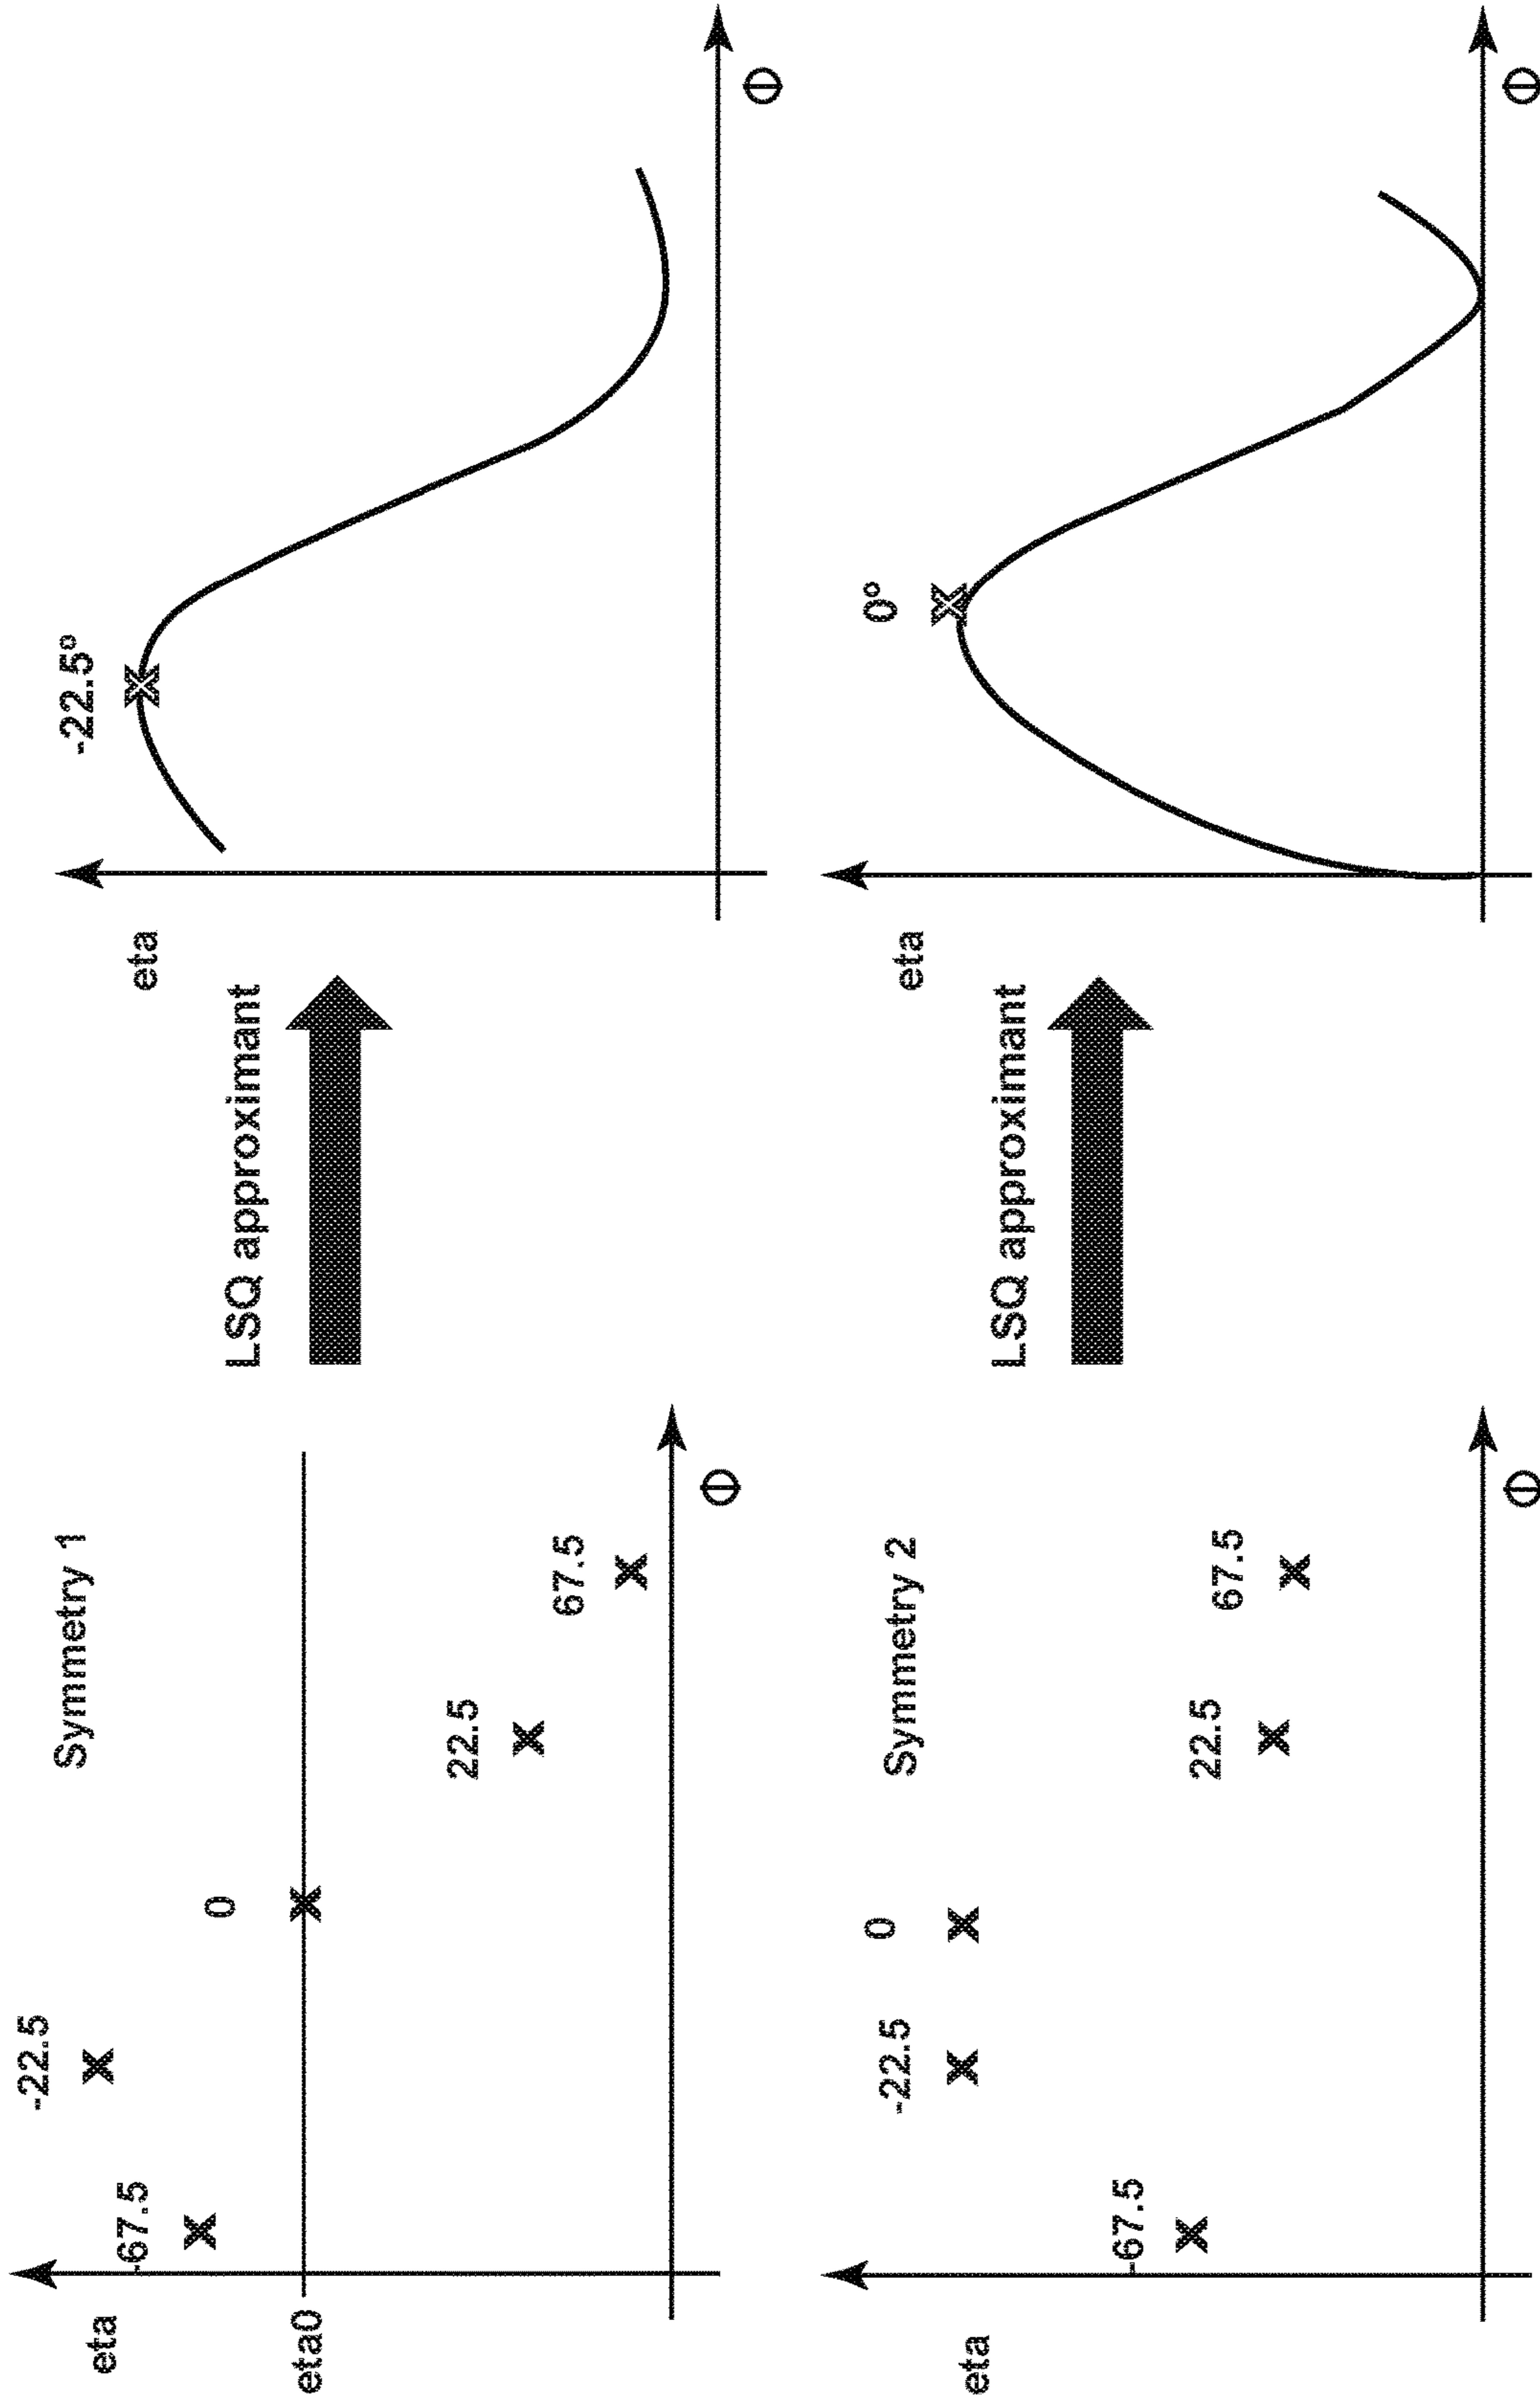 Symmetry 1
eta
eta0
-67.5
-22.5
0
22.5
67.5
Φ
LSQ approximant
eta
-22.5°
Φ
Symmetry 2
eta
-67.5
-22.5
0
22.5
67.5
Φ
LSQ approximant
eta
0°
Φ